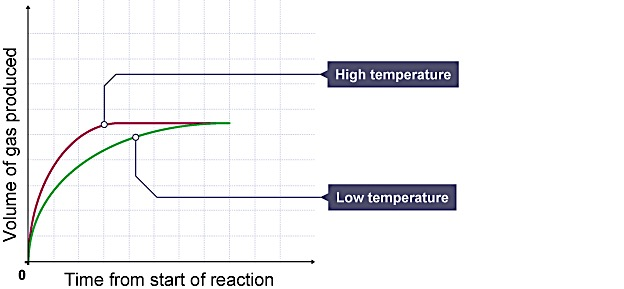 Volume of gas produced
High temperature
Low temperature
0
Time from start of reaction